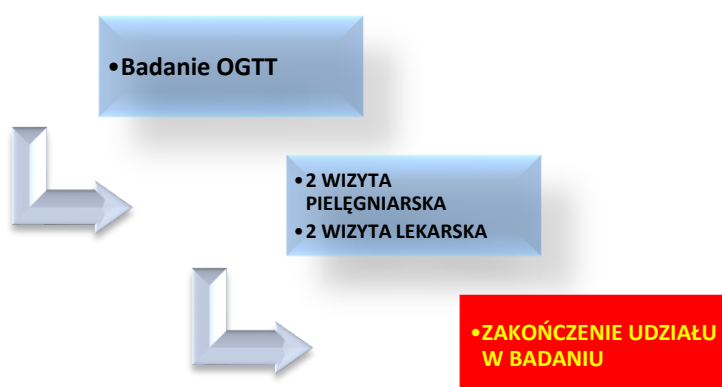 •Badanie OGTT
•2 WIZYTA
PIELĘGNIARSKA
•2 WIZYTA LEKARSKA
•ZAKOŃCZENIE UDZIAŁU
W BADANIU